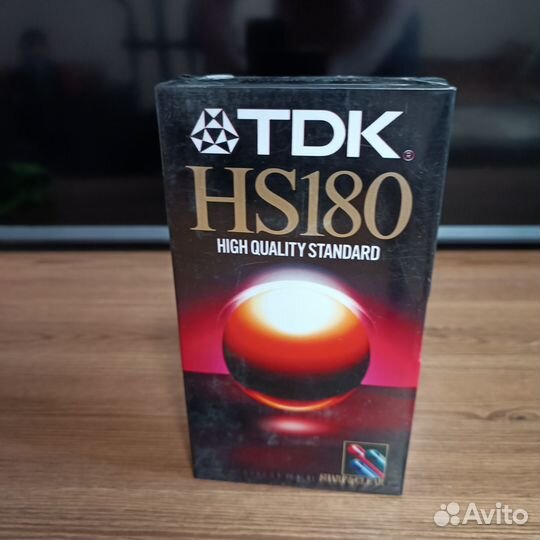 TDK®
HS180
HIGH QUALITY STANDARD
Avito